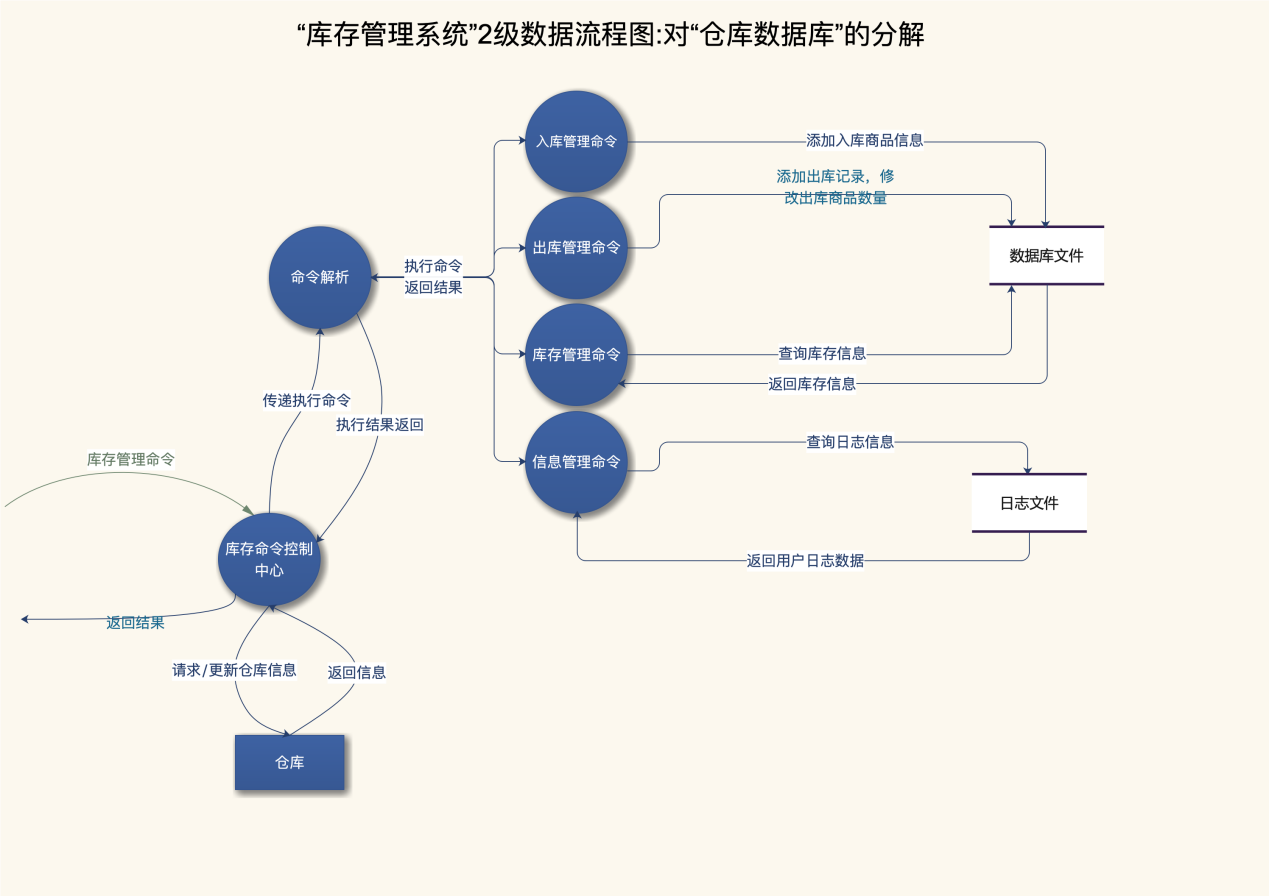 “库存管理系统”2级数据流程图:对“仓库数据库”的分解
入库管理命令
添加入库商品信息
添加出库记录，修
改出库商品数量
出库管理命令
数据库文件
命令解析
执行命令
返回结果
库存管理命令
查询库存信息
返回库存信息
传递执行命令
执行结果返回
信息管理命令
查询日志信息
库存管理命令
日志文件
库存命令控制
中心
返回用户日志数据
返回结果
请求/更新仓库信息
返回信息
仓库